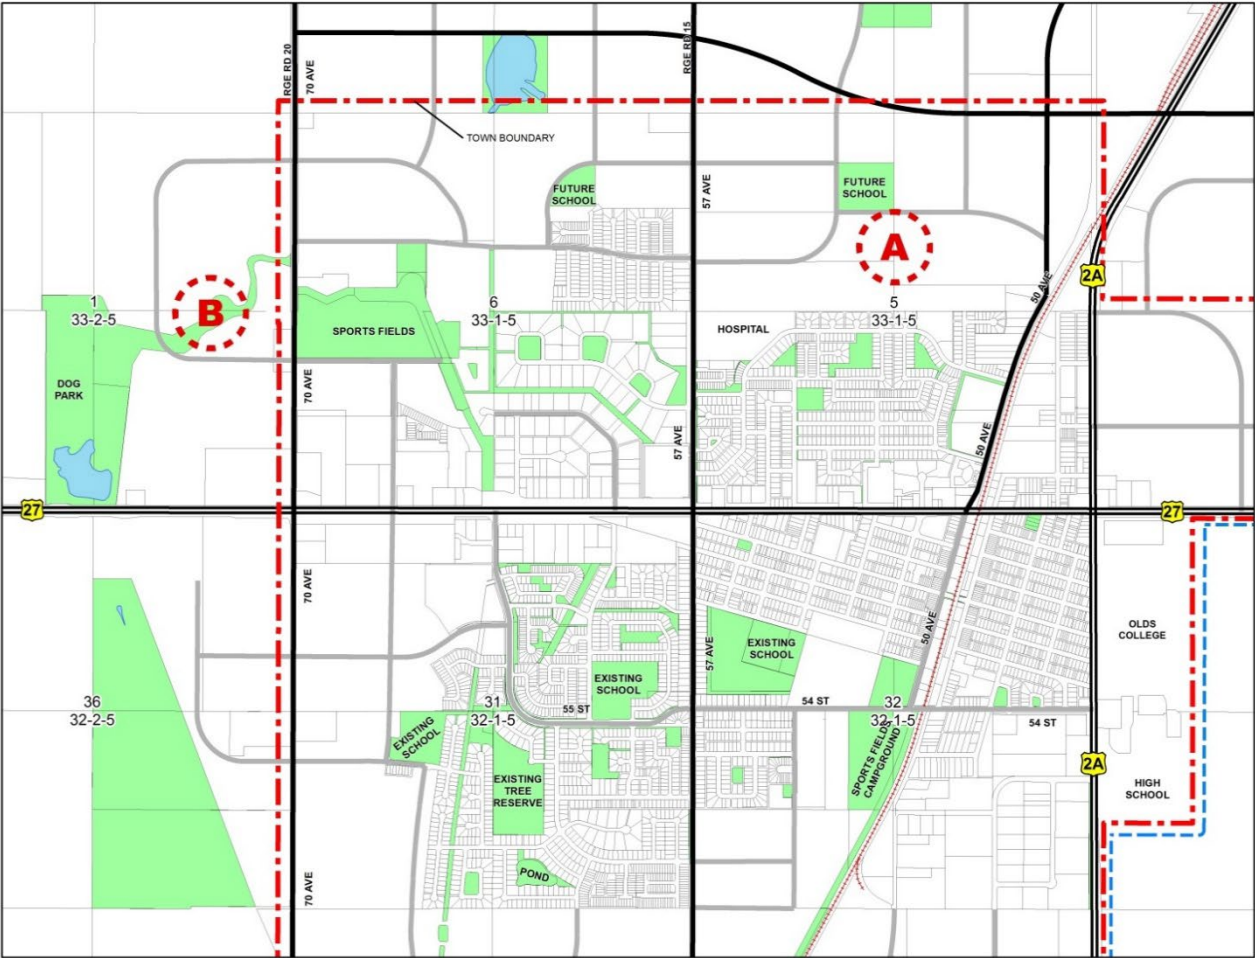 RGE RD 20
70 AVE
RGE RD 15
TOWN BOUNDARY
FUTURE
SCHOOL
57 AVE
FUTURE
SCHOOL
A
2A
B
1
33-2-5
6
33-1-5
5
33-1-5
50 AVE
SPORTS FIELDS
HOSPITAL
DOG
PARK
70 AVE
57 AVE
50 AVE
27
27
70 AVE
57 AVE
EXISTING
SCHOOL
50 AVE
OLDS
COLLEGE
EXISTING
SCHOOL
36
32-2-5
31
32-1-5
55 ST
54 ST
32
32-1-5
54 ST
EXISTING
SCHOOL
SPORTS FIELDS
CAMPGROUND
2A
EXISTING
TREE
RESERVE
HIGH
SCHOOL
POND
70 AVE